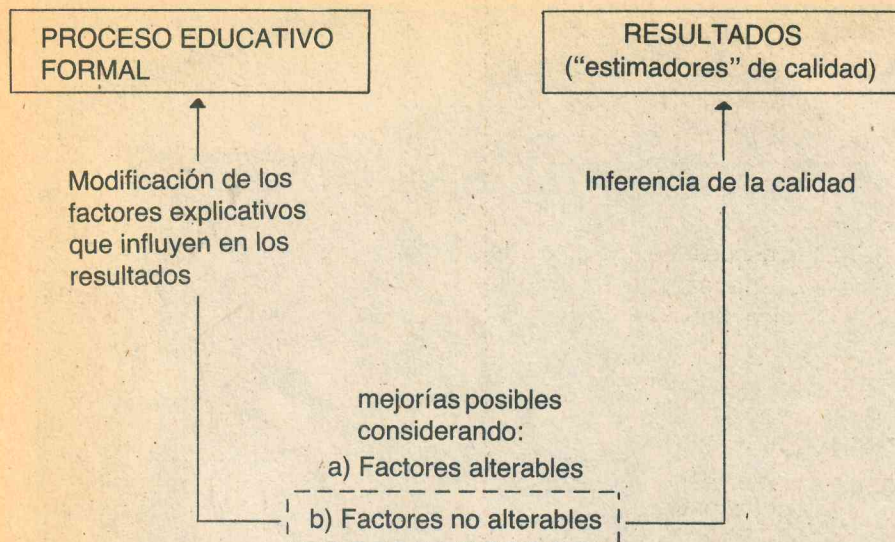 PROCESO EDUCATIVO
FORMAL
RESULTADOS
(“estimadores” de calidad)
Modificación de los
factores explicativos
que influyen en los
resultados
Inferencia de la calidad
mejorías posibles
considerando:
a) Factores alterables
b) Factores no alterables